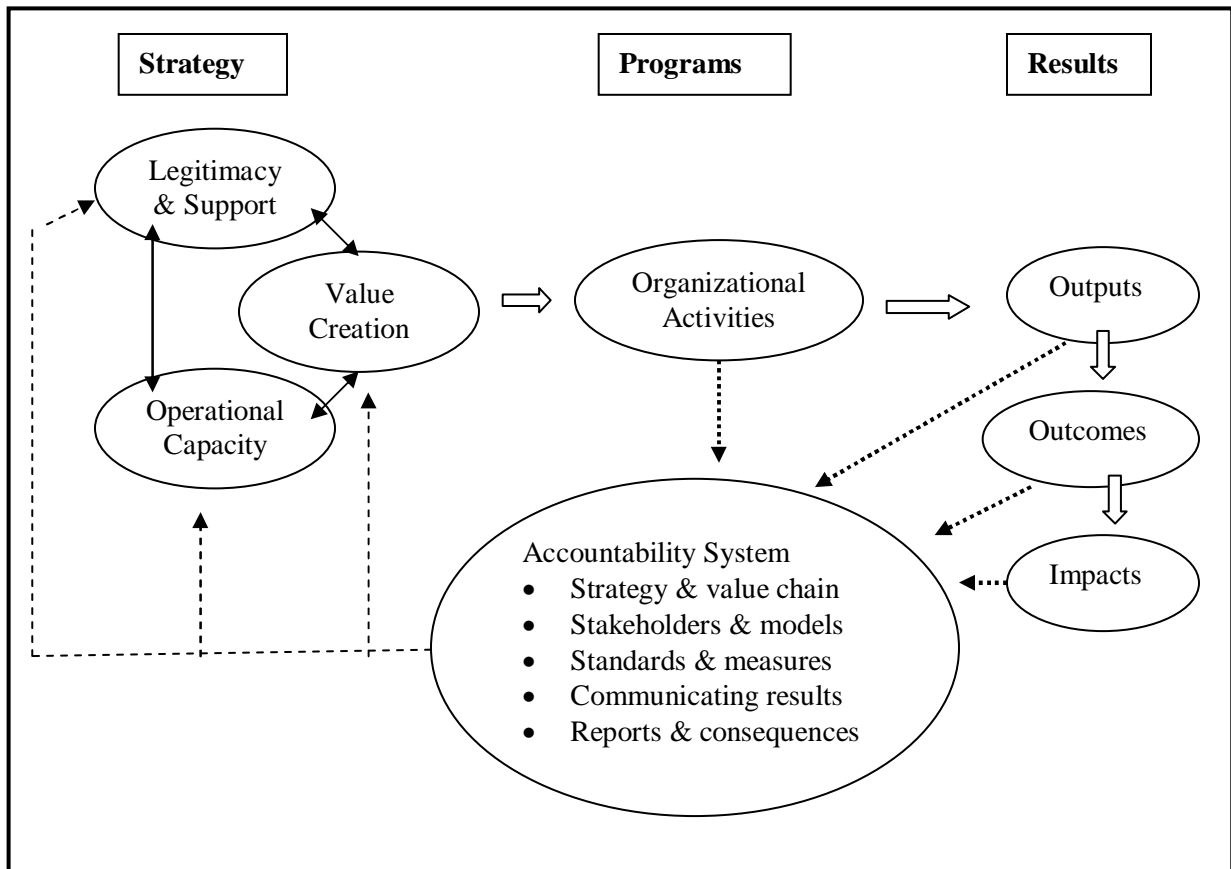 Strategy
Programs
Results
Legitimacy
& Support
Value
Creation
Operational
Capacity
Organizational
Activities
Outputs
Outcomes
Impacts
Accountability System
• Strategy & value chain
• Stakeholders & models
• Standards & measures
• Communicating results
• Reports & consequences